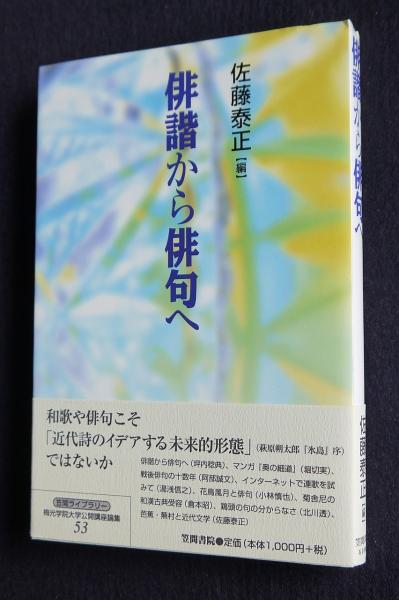 佐藤泰正【編】
俳諧から俳句へ
俳諧から俳句へ
和歌や俳句こそ
「近代詩のイデアする未来的形態」(萩原朔太郎『氷島』序)
ではないか
俳諧から俳句へ(坪内稔典)、マンガ『奥の細道』(堀切実)、
戦後俳句の十数年(阿部誠文)、インターネットで連歌を試
みて(湯浅信之)、花鳥風月と俳句(小林慎也)、菊舎尼の
和漢古典受容(倉本昭)、鶏頭の句の分からなさ(北川透)、
芭蕉・蕪村と近代文学(佐藤泰正)
笠間ライブラリー
梅光学院大学公開講座論集
53
笠間書院●定価(本体1,000円+税)
佐藤泰正 編